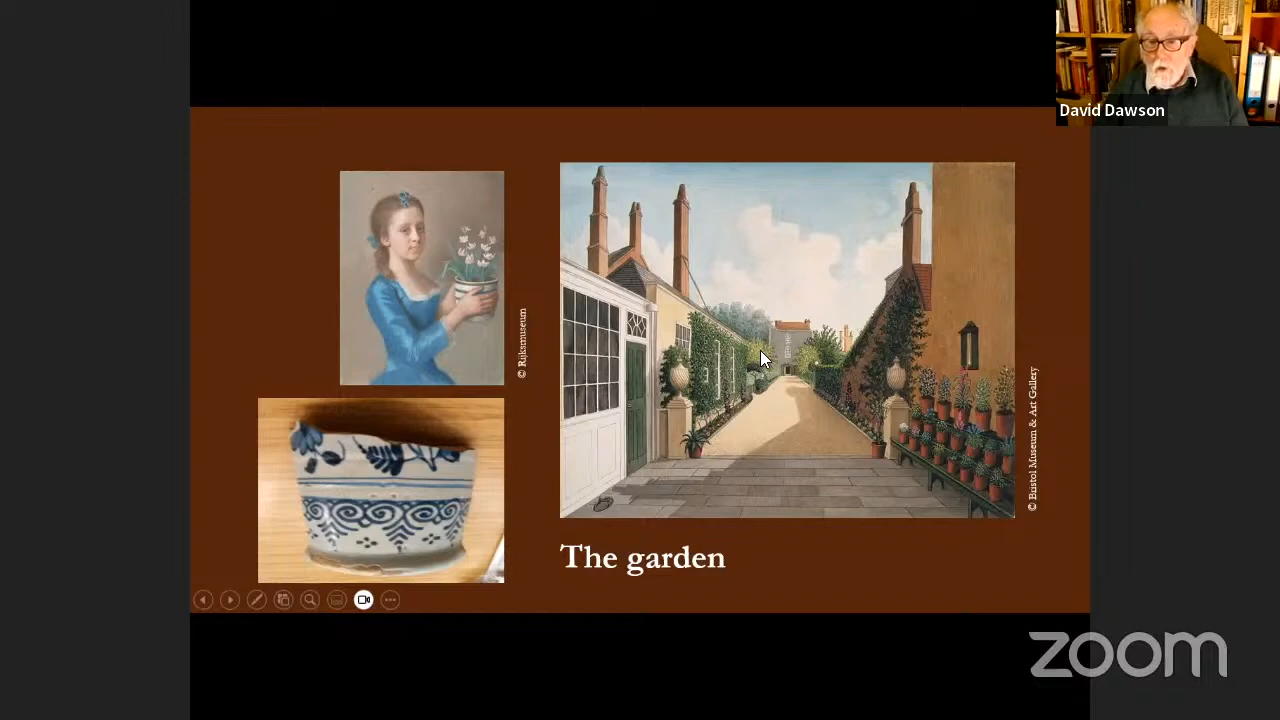 David Dawson
© Rijksmuseum
© Bristol Museum & Art Gallery
The garden
zoom